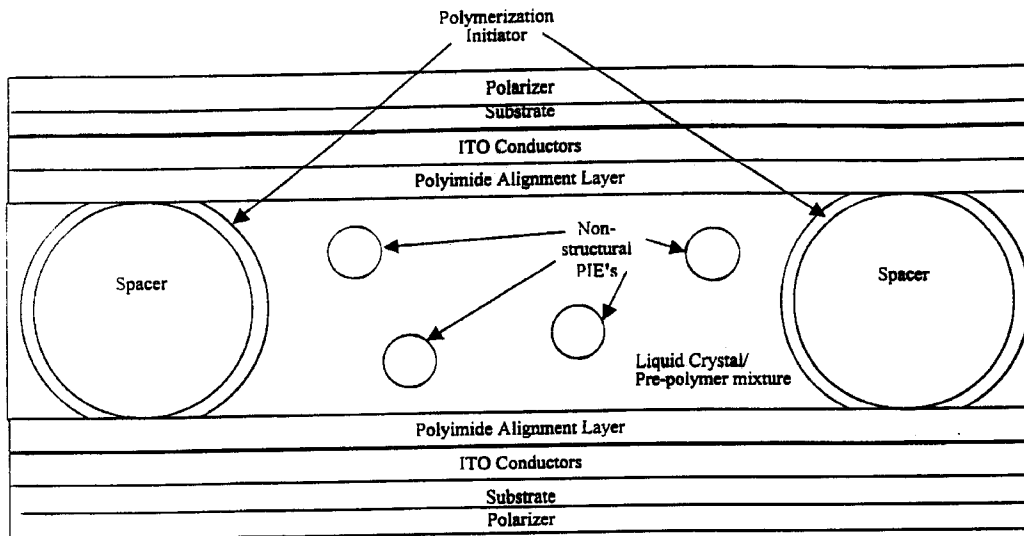 Polymerization
Initiator
Polarizer
Substrate
ITO Conductors
Polyimide Alignment Layer
Spacer
Non-
structural
PIE's
Spacer
Liquid Crystal/
Pre-polymer mixture
Polyimide Alignment Layer
ITO Conductors
Substrate
Polarizer